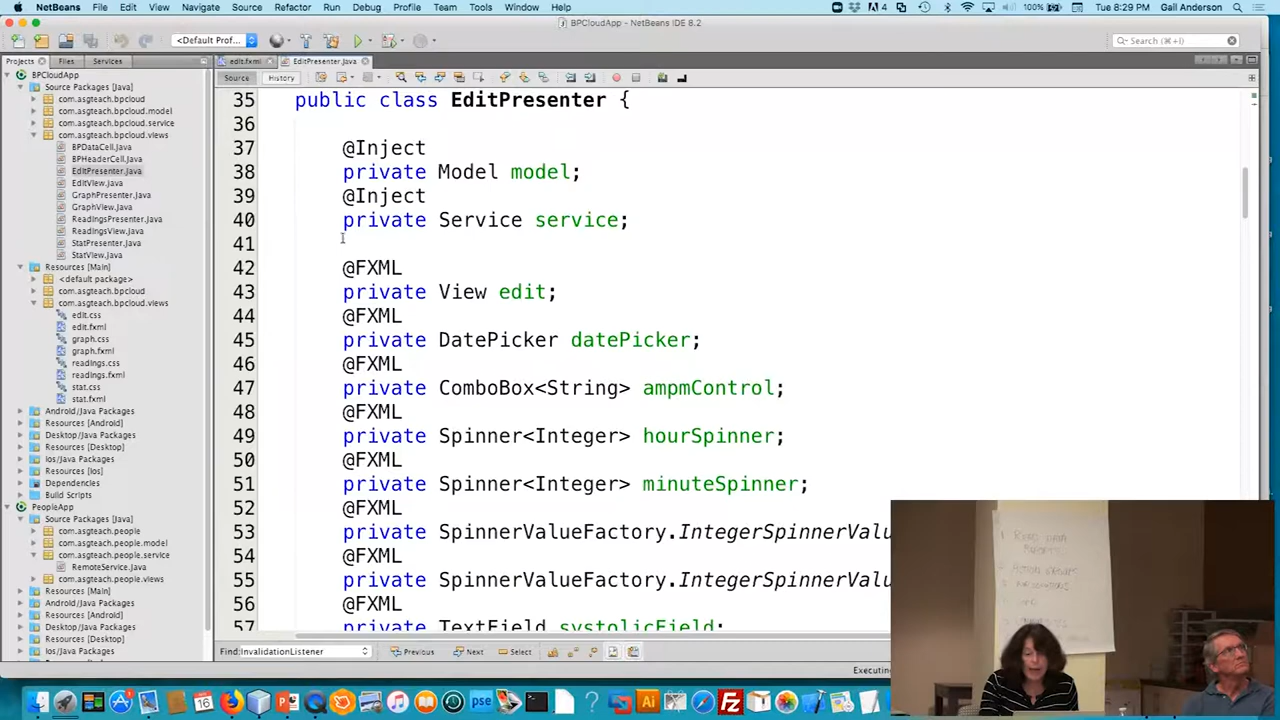 NetBeans File Edit View Navigate Source Refactor Run Debug Profile Team Tools Window Help 4 100% Tue 8:29 PM Gail Anderson
BPCloudApp - NetBeans IDE 8.2
<Default Prof... Search (⌘+I)
Projects Files Services edit.fxml EditPresenter.java
Source History
BPCloudApp
Source Packages [Java]
com.asgteach.bpcloud
com.asgteach.bpcloud.model
com.asgteach.bpcloud.service
com.asgteach.bpcloud.views
BPDataCell.java
BPHeaderCell.java
EditPresenter.java
EditView.java
GraphPresenter.java
GraphView.java
ReadingsPresenter.java
ReadingsView.java
StatPresenter.java
StatView.java
Resources [Main]
<default package>
com.asgteach.bpcloud
com.asgteach.bpcloud.views
edit.css
edit.fxml
graph.css
graph.fxml
readings.css
readings.fxml
stat.css
stat.fxml
Android/Java Packages
Resources [Android]
Desktop/Java Packages
Resources [Desktop]
Ios/Java Packages
Resources [Ios]
Dependencies
Build Scripts
PeopleApp
Source Packages [Java]
com.asgteach.people
com.asgteach.people.model
com.asgteach.people.service
RemoteService.java
com.asgteach.people.views
Resources [Main]
Android/Java Packages
Resources [Android]
Desktop/Java Packages
Resources [Desktop]
Ios/Java Packages
35 public class EditPresenter {
36
37 @Inject
38 private Model model;
39 @Inject
40 private Service service;
41
42 @FXML
43 private View edit;
44 @FXML
45 private DatePicker datePicker;
46 @FXML
47 private ComboBox<String> ampmControl;
48 @FXML
49 private Spinner<Integer> hourSpinner;
50 @FXML
51 private Spinner<Integer> minuteSpinner;
52 @FXML
53 private SpinnerValueFactory.IntegerSpinnerValu
54 @FXML
55 private SpinnerValueFactory.IntegerSpinnerValu
56 @FXML
57 private TextField systolicField;
Find: InvalidationListener Previous Next Select
Executing
16
pse
Ai
FZ